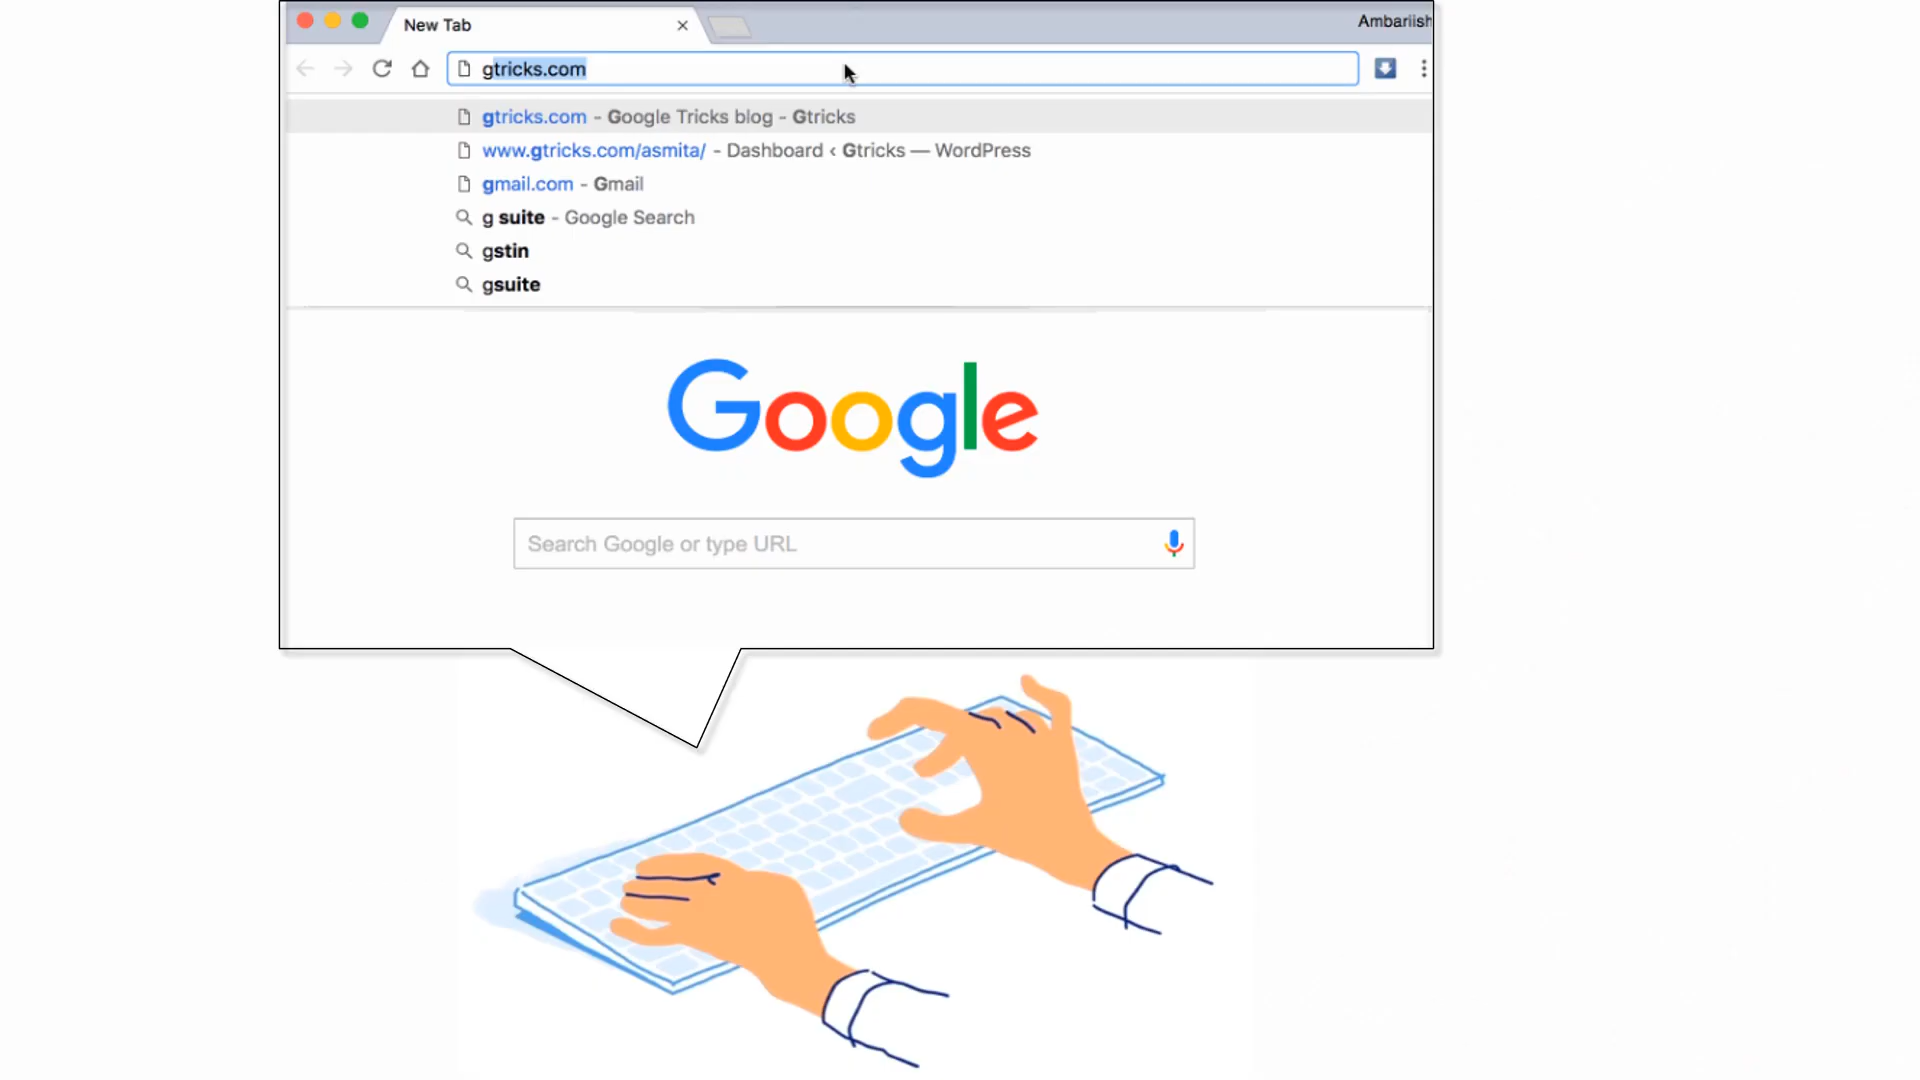 New Tab
Ambariish
gtricks.com
gtricks.com - Google Tricks blog - Gtricks
www.gtricks.com/asmita/ - Dashboard ‹ Gtricks — WordPress
gmail.com - Gmail
g suite - Google Search
gstin
gsuite
Google
Search Google or type URL